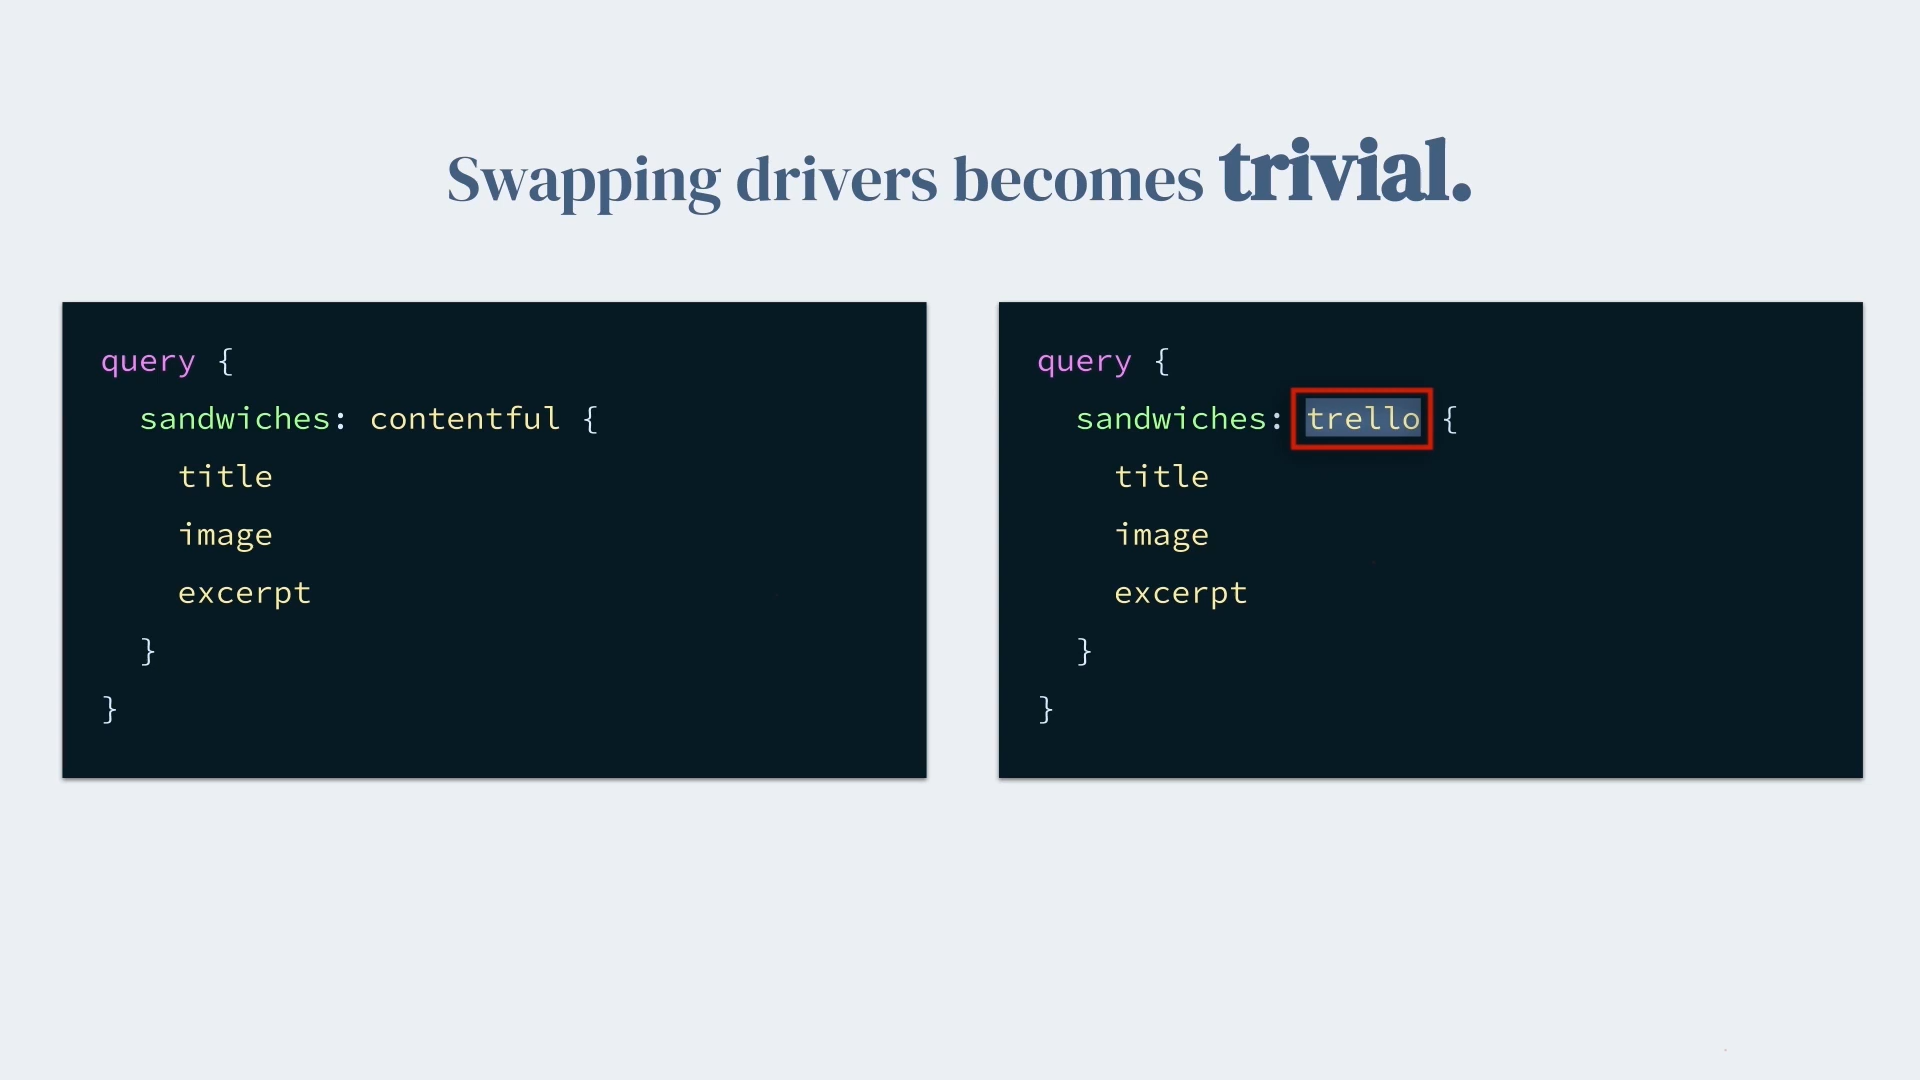 Swapping drivers becomes trivial.
query {
  sandwiches: contentful {
    title
    image
    excerpt
  }
}
query {
  sandwiches: trello {
    title
    image
    excerpt
  }
}